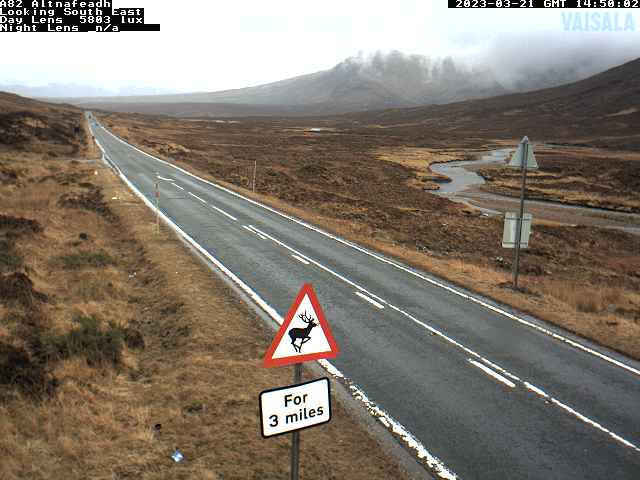 A82 Altnafeadh
Looking South East
Day Lens 5803 lux
Night Lens n/a
2023-03-21 GMT 14:50:02
VAISALA
For
3 miles